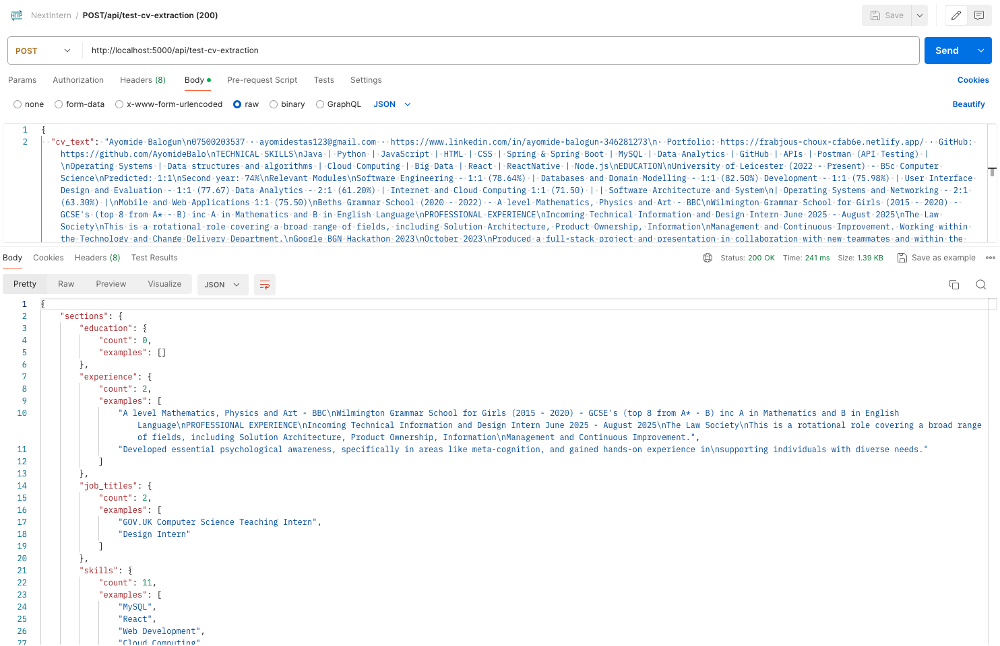 HTTP NextIntern / POST/api/test-cv-extraction (200) Save
POST http://localhost:5000/api/test-cv-extraction Send
Params Authorization Headers (8) Body Pre-request Script Tests Settings Cookies
none form-data x-www-form-urlencoded raw binary GraphQL JSON Beautify
1 {
2 "cv_text": "Ayomide Balogun\n07500203537 · ayomidestas123@gmail.com · https://www.linkedin.com/in/ayomide-balogun-346281273\n· Portfolio: https://frabjous-choux-cfab6e.netlify.app/ · GitHub:
https://github.com/AyomideBalo\nTECHNICAL SKILLS\nJava | Python | JavaScript | HTML | CSS | Spring & Spring Boot | MySQL | Data Analytics | GitHub | APIs | Postman (API Testing) |
\nOperating Systems | Data structures and algorithms | Cloud Computing | Big Data | React | ReactNative | Node.js\nEDUCATION\nUniversity of Leicester (2022 - Present) - BSc Computer
Science\nPredicted: 1:1\nSecond year: 74%\nRelevant Modules\nSoftware Engineering - 1:1 (78.64%) | Databases and Domain Modelling - 1:1 (82.50%) Development - 1:1 (75.98%) | User Interface
Design and Evaluation - 1:1 (77.67) Data Analytics - 2:1 (61.20%) | Internet and Cloud Computing 1:1 (71.50) | | Software Architecture and System\n| Operating Systems and Networking - 2:1
(63.30%) |\nMobile and Web Applications 1:1 (75.50)\nBeths Grammar School (2020 - 2022) - A level Mathematics, Physics and Art - BBC\nWilmington Grammar School for Girls (2015 - 2020) -
GCSE's (top 8 from A* - B) inc A in Mathematics and B in English Language\nPROFESSIONAL EXPERIENCE\nIncoming Technical Information and Design Intern June 2025 - August 2025\nThe Law
Society\nThis is a rotational role covering a broad range of fields, including Solution Architecture, Product Ownership, Information\nManagement and Continuous Improvement. Working within
the Technology and Change Delivery Department.\nGoogle BGN Hackathon 2023\nOctober 2023\nProduced a full-stack project and presentation in collaboration with new teammates and within the
Body Cookies Headers (8) Test Results Status: 200 OK Time: 241 ms Size: 1.39 KB Save as example
Pretty Raw Preview Visualize JSON
1 {
2 "sections": {
3 "education": {
4 "count": 0,
5 "examples": []
6 },
7 "experience": {
8 "count": 2,
9 "examples": [
10 "A level Mathematics, Physics and Art - BBC\nWilmington Grammar School for Girls (2015 - 2020) - GCSE's (top 8 from A* - B) inc A in Mathematics and B in English
Language\nPROFESSIONAL EXPERIENCE\nIncoming Technical Information and Design Intern June 2025 - August 2025\nThe Law Society\nThis is a rotational role covering a broad range
of fields, including Solution Architecture, Product Ownership, Information\nManagement and Continuous Improvement.",
11 "Developed essential psychological awareness, specifically in areas like meta-cognition, and gained hands-on experience in\nsupporting individuals with diverse needs."
12 ]
13 },
14 "job_titles": {
15 "count": 2,
16 "examples": [
17 "GOV.UK Computer Science Teaching Intern",
18 "Design Intern"
19 ]
20 },
21 "skills": {
22 "count": 11,
23 "examples": [
24 "MySQL",
25 "React",
26 "Web Development",
27 "Cloud Computing"